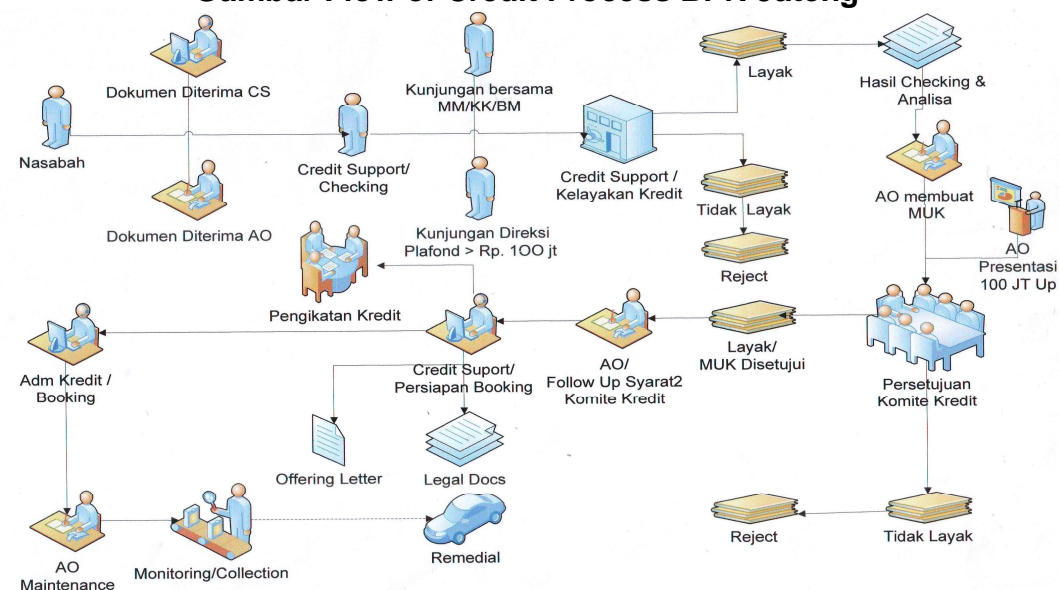 Dokumen Diterima CS
Kunjungan bersama
MM/KK/BM
Layak
Hasil Checking &
Analisa
Nasabah
Credit Support/
Checking
Credit Support /
Kelayakan Kredit
Tidak Layak
AO membuat
MUK
Dokumen Diterima AO
Kunjungan Direksi
Plafond > Rp. 100 jt
Reject
AO
Presentasi
100 JT Up
Pengikatan Kredit
Adm Kredit /
Booking
Credit Suport/
Persiapan Booking
AO/
Follow Up Syarat2
Komite Kredit
Layak/
MUK Disetujui
Persetujuan
Komite Kredit
Offering Letter
Legal Docs
AO
Maintenance
Monitoring/Collection
Remedial
Reject
Tidak Layak